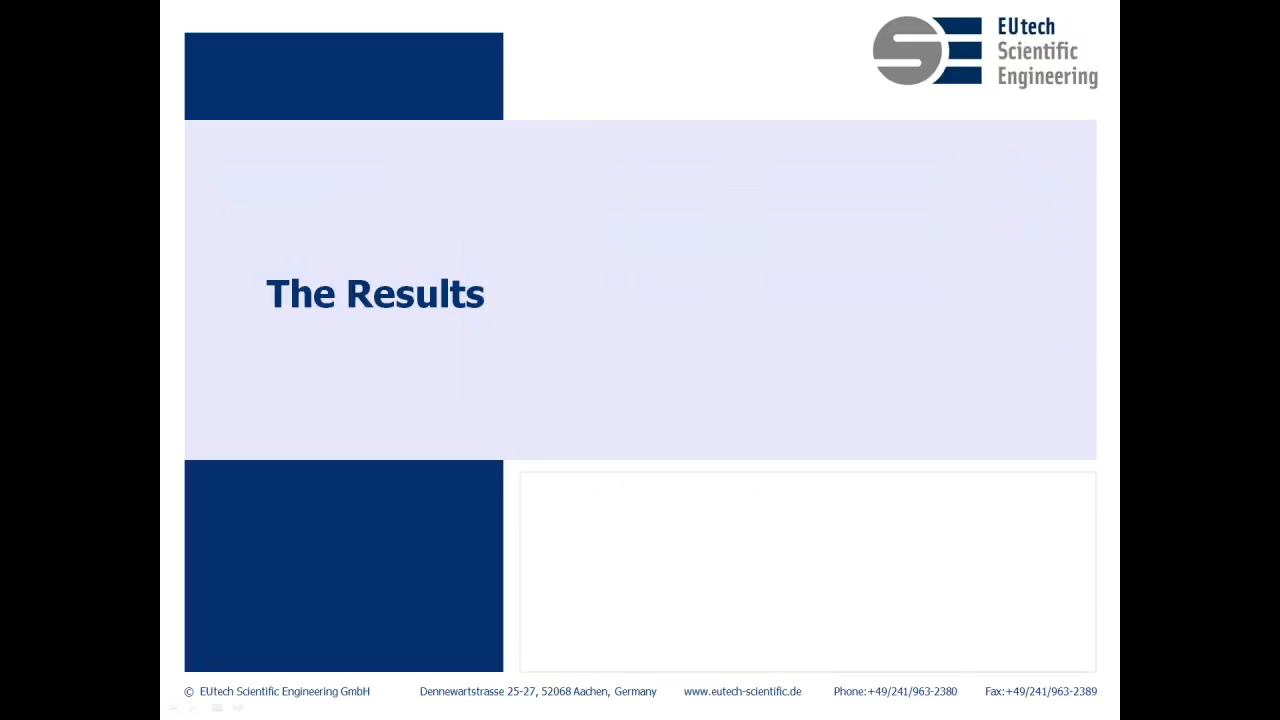 EUtech
Scientific
Engineering
The Results
© EUtech Scientific Engineering GmbH Dennewartstrasse 25-27, 52068 Aachen, Germany www.eutech-scientific.de Phone:+49/241/963-2380 Fax:+49/241/963-2389